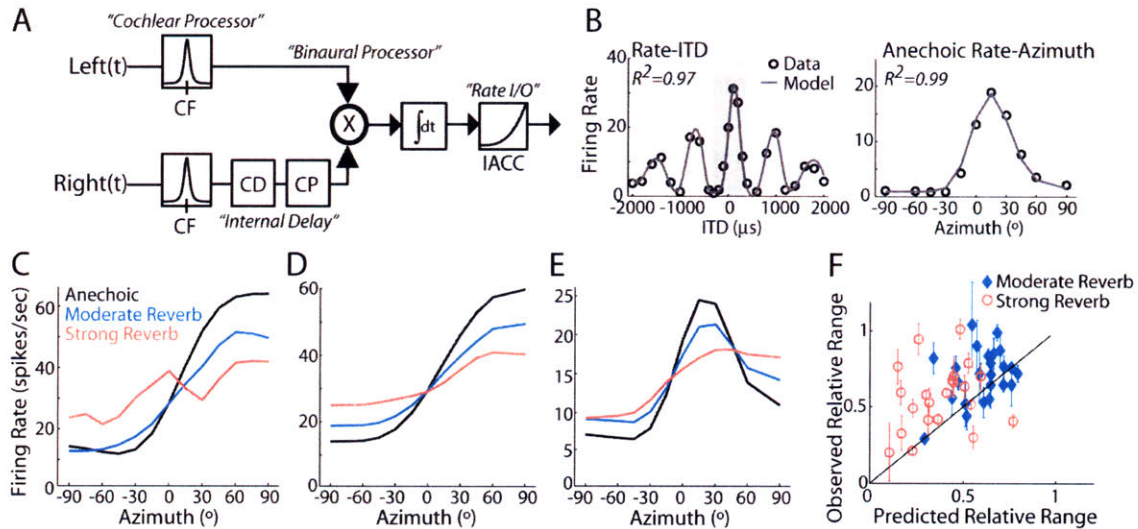 A
"Cochlear Processor"
Left(t)
CF
"Binaural Processor"
X
∫dt
"Rate I/O"
IACC
Right(t)
CF
CD
CP
"Internal Delay"
B
Rate-ITD
R²=0.97
Data
Model
Firing Rate
40
20
0
-2000 -1000 0 1000 2000
ITD (µs)
Anechoic Rate-Azimuth
R²=0.99
20
10
0
-90 -60 -30 0 30 60 90
Azimuth (º)
C
Anechoic
Moderate Reverb
Strong Reverb
Firing Rate (spikes/sec)
60
40
20
0
-90 -60 -30 0 30 60 90
Azimuth (º)
D
60
40
20
0
-90 -60 -30 0 30 60 90
Azimuth (º)
E
25
20
15
10
5
0
-90 -60 -30 0 30 60 90
Azimuth (º)
F
Moderate Reverb
Strong Reverb
Observed Relative Range
1
0.5
0
0 0.5 1
Predicted Relative Range